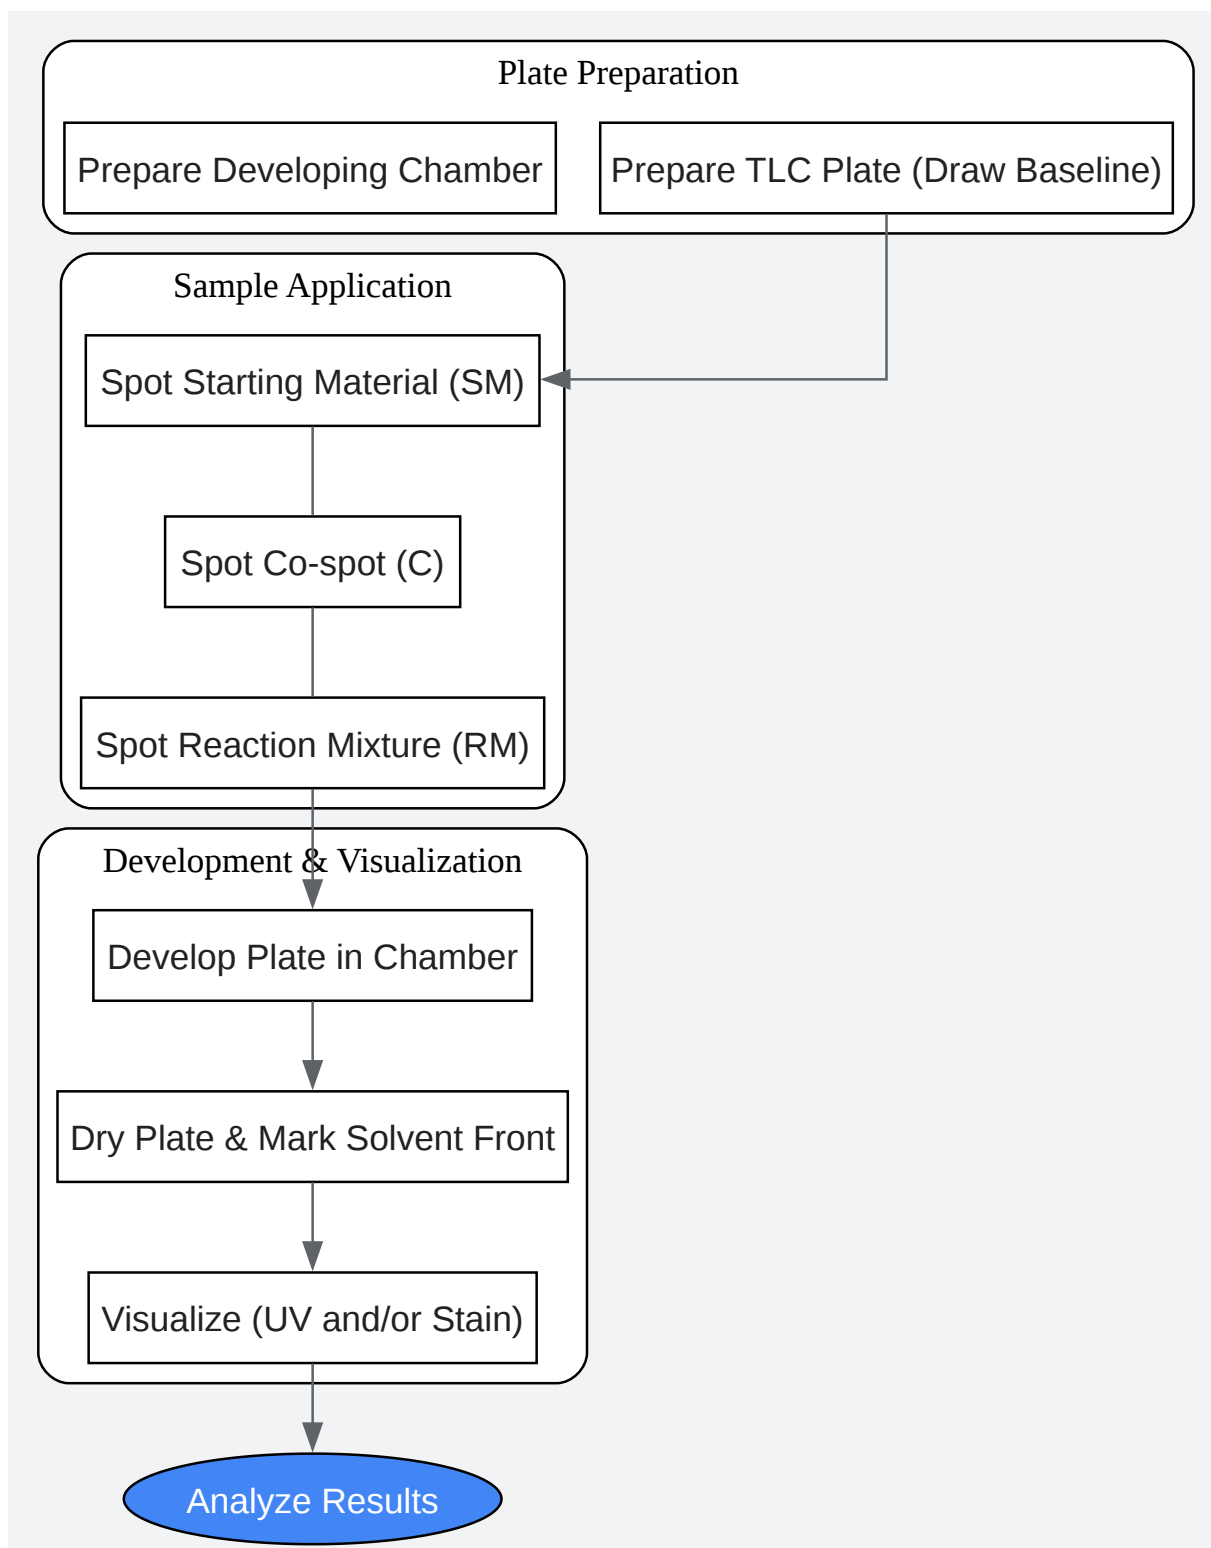 Plate Preparation
Prepare Developing Chamber
Prepare TLC Plate (Draw Baseline)
Sample Application
Spot Starting Material (SM)
Spot Co-spot (C)
Spot Reaction Mixture (RM)
Development & Visualization
Develop Plate in Chamber
Dry Plate & Mark Solvent Front
Visualize (UV and/or Stain)
Analyze Results